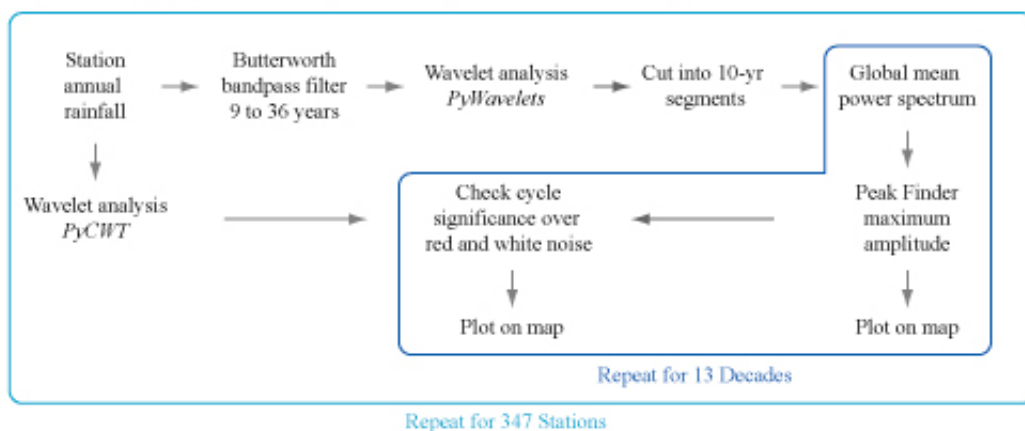 Station
annual
rainfall
Butterworth
bandpass filter
9 to 36 years
Wavelet analysis
PyWavelets
Cut into 10-yr
segments
Global mean
power spectrum
Wavelet analysis
PyCWT
Check cycle
significance over
red and white noise
Peak Finder
maximum
amplitude
Plot on map
Plot on map
Repeat for 13 Decades
Repeat for 347 Stations